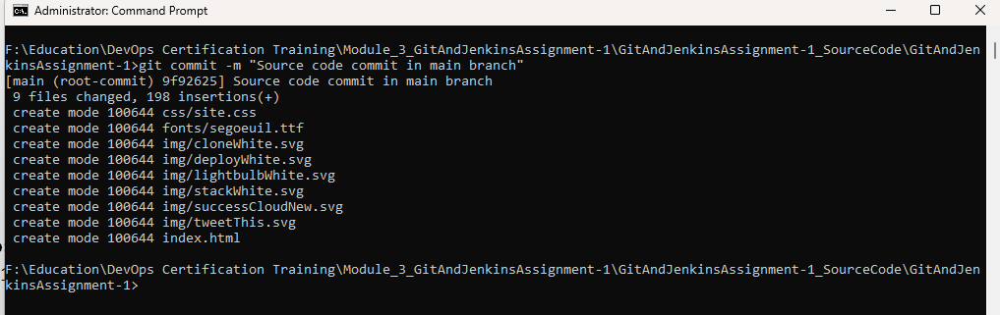 Administrator: Command Prompt
F:\Education\DevOps Certification Training\Module_3_GitAndJenkinsAssignment-1\GitAndJenkinsAssignment-1_SourceCode\GitAndJen
kinsAssignment-1>git commit -m "Source code commit in main branch"
[main (root-commit) 9f92625] Source code commit in main branch
 9 files changed, 198 insertions(+)
 create mode 100644 css/site.css
 create mode 100644 fonts/segoeuil.ttf
 create mode 100644 img/cloneWhite.svg
 create mode 100644 img/deployWhite.svg
 create mode 100644 img/lightbulbWhite.svg
 create mode 100644 img/stackWhite.svg
 create mode 100644 img/successCloudNew.svg
 create mode 100644 img/tweetThis.svg
 create mode 100644 index.html
F:\Education\DevOps Certification Training\Module_3_GitAndJenkinsAssignment-1\GitAndJenkinsAssignment-1_SourceCode\GitAndJen
kinsAssignment-1>